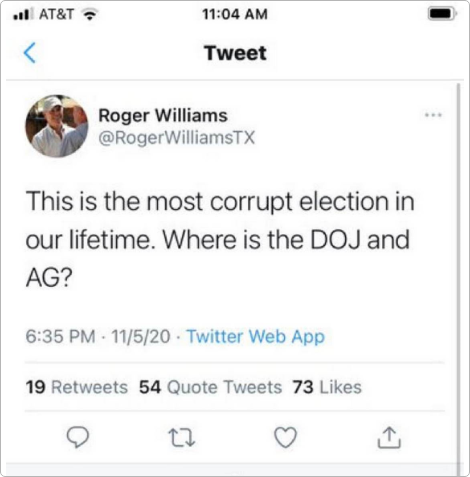 AT&T 11:04 AM
Tweet
Roger Williams
@RogerWilliamsTX
This is the most corrupt election in
our lifetime. Where is the DOJ and
AG?
6:35 PM · 11/5/20 · Twitter Web App
19 Retweets 54 Quote Tweets 73 Likes